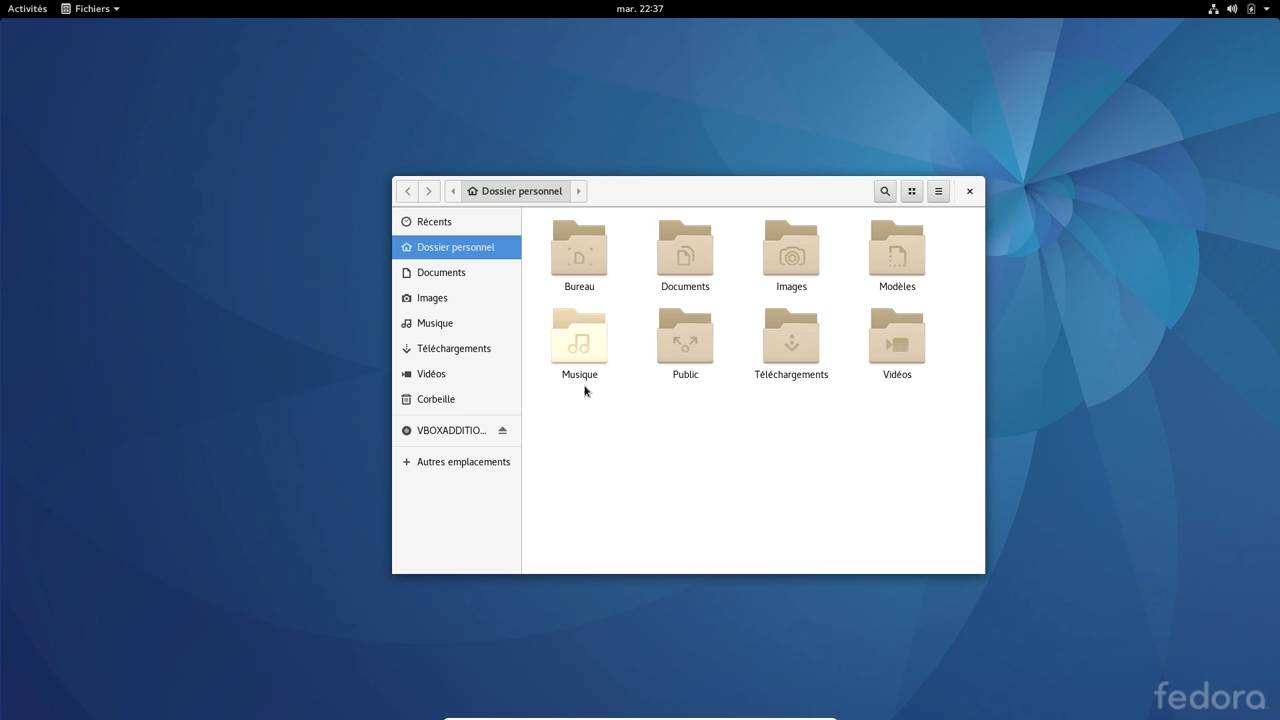 Activités
Fichiers
mar. 22:37
Dossier personnel
Récents
Dossier personnel
Documents
Images
Musique
Téléchargements
Vidéos
Corbeille
VBOXADDITIO...
Autres emplacements
Bureau
Documents
Images
Modèles
Musique
Public
Téléchargements
Vidéos
fedora